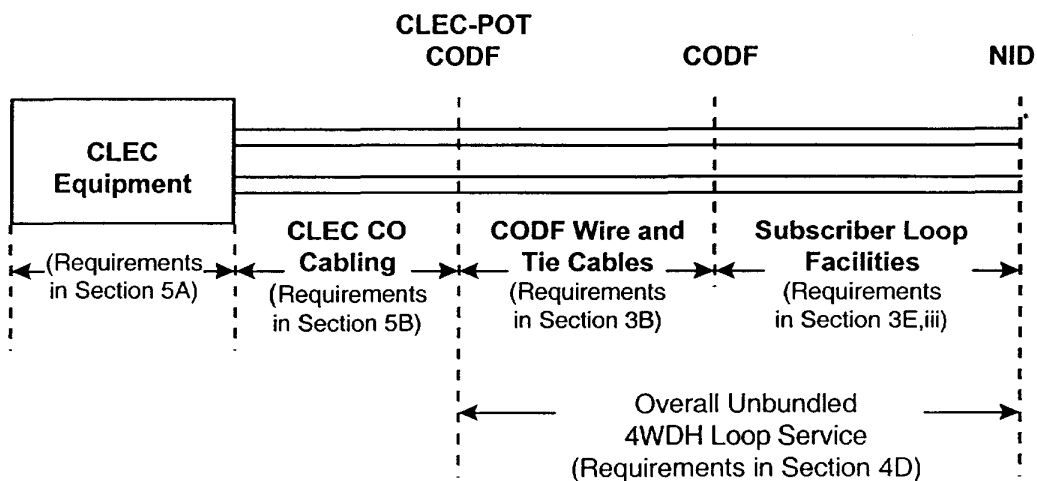 CLEC-POT
CODF
CODF
NID
CLEC
Equipment
(Requirements
in Section 5A)
CLEC CO
Cabling
(Requirements
in Section 5B)
CODF Wire and
Tie Cables
(Requirements
in Section 3B)
Subscriber Loop
Facilities
(Requirements
in Section 3E,iii)
Overall Unbundled
4WDH Loop Service
(Requirements in Section 4D)